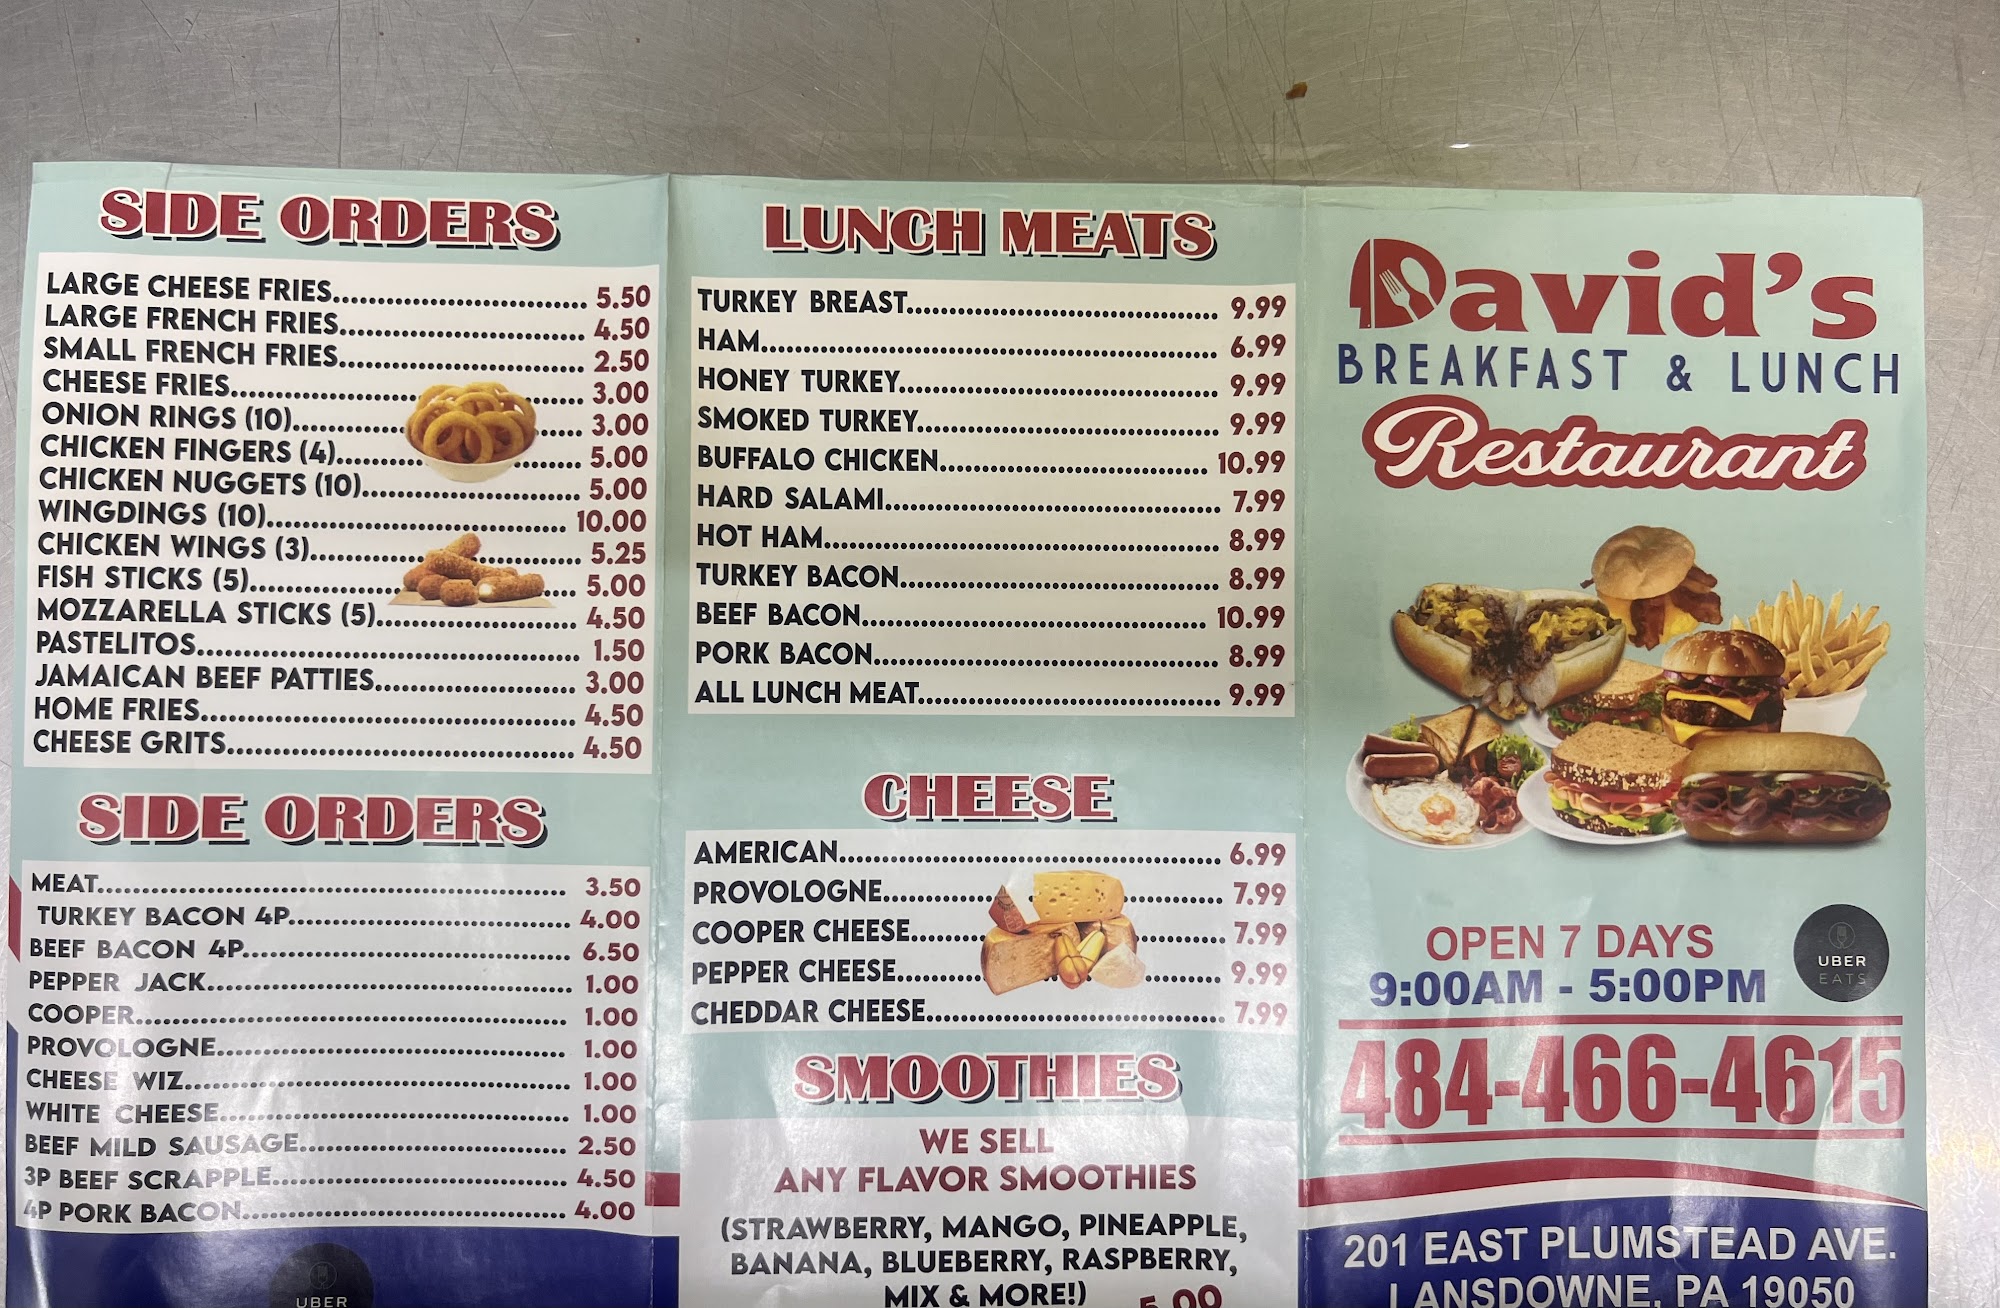 SIDE ORDERS
LARGE CHEESE FRIES 5.50
LARGE FRENCH FRIES 4.50
SMALL FRENCH FRIES 2.50
CHEESE FRIES 3.00
ONION RINGS (10) 3.00
CHICKEN FINGERS (4) 5.00
CHICKEN NUGGETS (10) 5.00
WINGDINGS (10) 10.00
CHICKEN WINGS (3) 5.25
FISH STICKS (5) 5.00
MOZZARELLA STICKS (5) 4.50
PASTELITOS 1.50
JAMAICAN BEEF PATTIES 3.00
HOME FRIES 4.50
CHEESE GRITS 4.50
SIDE ORDERS
MEAT 3.50
TURKEY BACON 4P 4.00
BEEF BACON 4P 6.50
PEPPER JACK 1.00
COOPER 1.00
PROVOLOGNE 1.00
CHEESE WIZ 1.00
WHITE CHEESE 1.00
BEEF MILD SAUSAGE 2.50
3P BEEF SCRAPPLE 4.50
4P PORK BACON 4.00
UBER
LUNCH MEATS
TURKEY BREAST 9.99
HAM 6.99
HONEY TURKEY 9.99
SMOKED TURKEY 9.99
BUFFALO CHICKEN 10.99
HARD SALAMI 7.99
HOT HAM 8.99
TURKEY BACON 8.99
BEEF BACON 10.99
PORK BACON 8.99
ALL LUNCH MEAT 9.99
CHEESE
AMERICAN 6.99
PROVOLOGNE 7.99
COOPER CHEESE 7.99
PEPPER CHEESE 9.99
CHEDDAR CHEESE 7.99
SMOOTHIES
WE SELL
ANY FLAVOR SMOOTHIES
(STRAWBERRY, MANGO, PINEAPPLE,
BANANA, BLUEBERRY, RASPBERRY,
MIX & MORE!)
5.00
David's
BREAKFAST & LUNCH
Restaurant
OPEN 7 DAYS
9:00AM - 5:00PM
UBER
EATS
484-466-4615
201 EAST PLUMSTEAD AVE.
LANSDOWNE, PA 19050